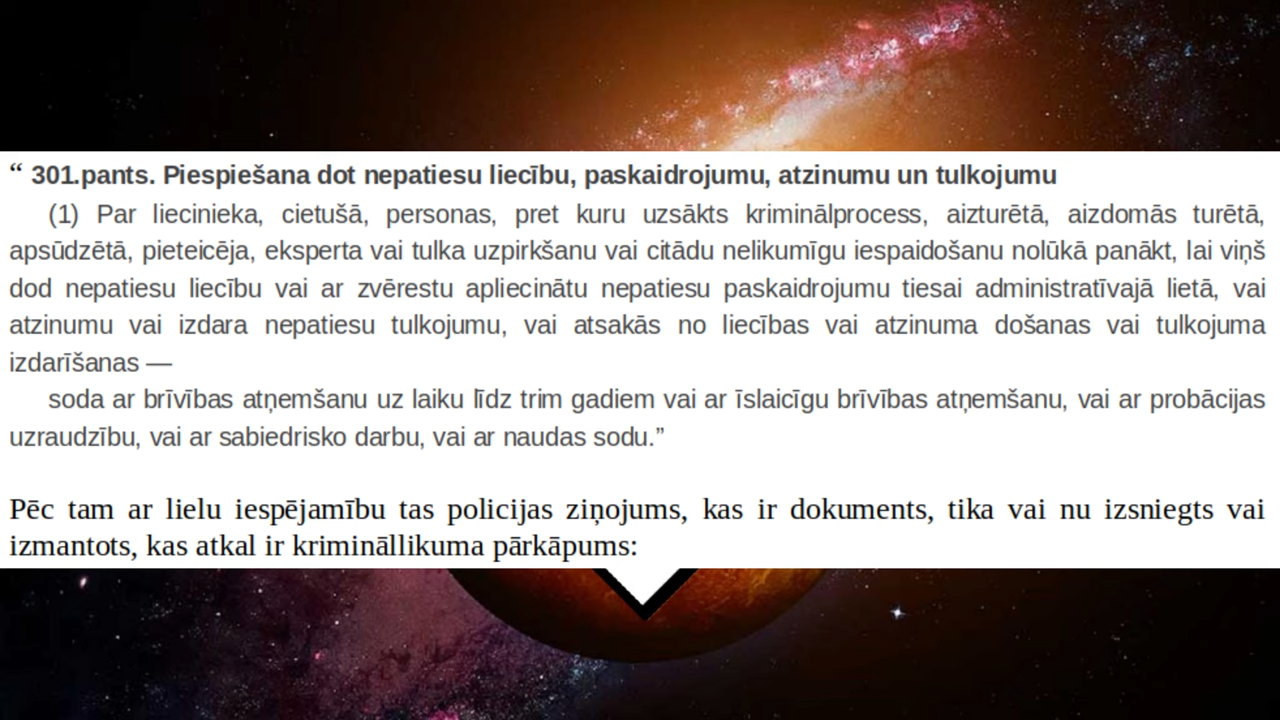 “ 301.pants. Piespiešana dot nepatiesu liecību, paskaidrojumu, atzinumu un tulkojumu
(1) Par liecinieka, cietušā, personas, pret kuru uzsākts kriminālprocess, aizturētā, aizdomās turētā,
apsūdzētā, pieteicēja, eksperta vai tulka uzpirkšanu vai citādu nelikumīgu iespaidošanu nolūkā panākt, lai viņš
dod nepatiesu liecību vai ar zvērestu apliecinātu nepatiesu paskaidrojumu tiesai administratīvajā lietā, vai
atzinumu vai izdara nepatiesu tulkojumu, vai atsakās no liecības vai atzinuma došanas vai tulkojuma
izdarīšanas —
soda ar brīvības atņemšanu uz laiku līdz trim gadiem vai ar īslaicīgu brīvības atņemšanu, vai ar probācijas
uzraudzību, vai ar sabiedrisko darbu, vai ar naudas sodu.”
Pēc tam ar lielu iespējamību tas policijas ziņojums, kas ir dokuments, tika vai nu izsniegts vai
izmantots, kas atkal ir krimināllikuma pārkāpums: